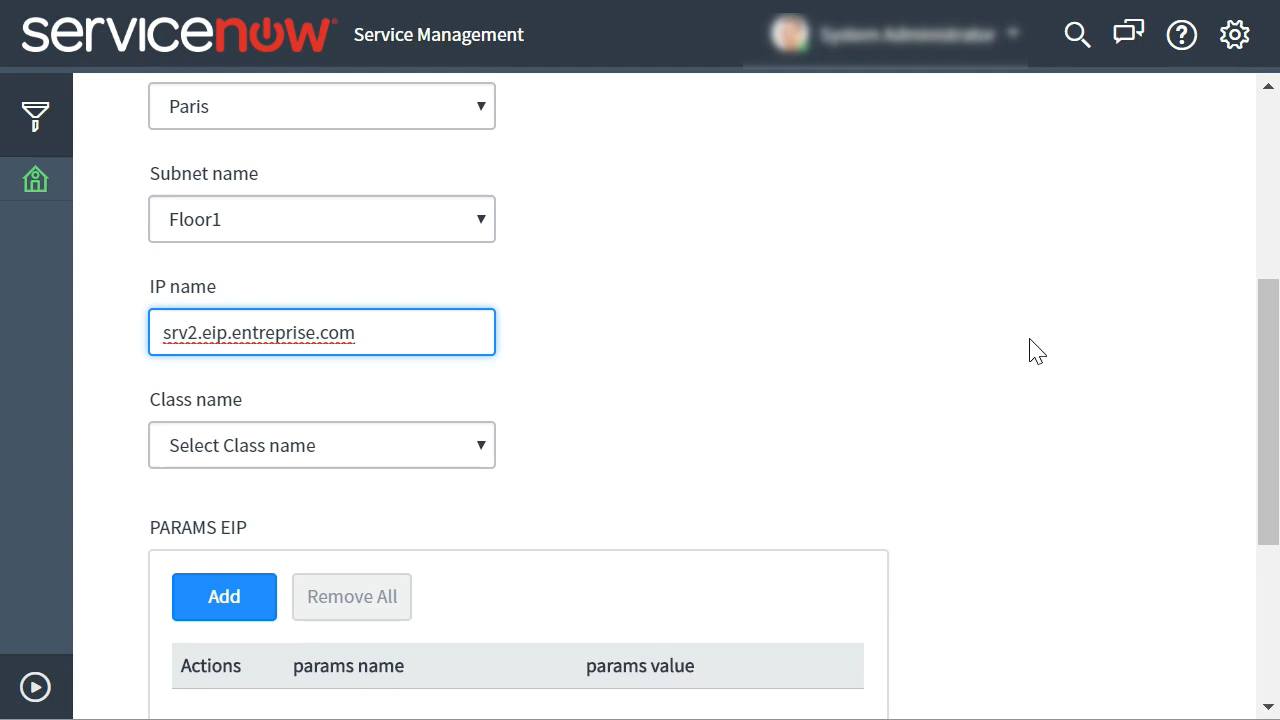 servicenow Service Management
Paris
Subnet name
Floor1
IP name
srv2.eip.entreprise.com
Class name
Select Class name
PARAMS EIP
Add Remove All
Actions params name params value